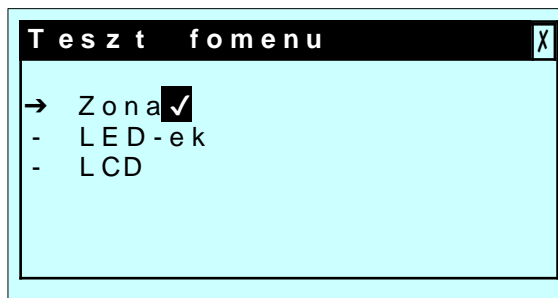 Teszt fomenu X
➔ Zona ✓
- LED-ek
- LCD